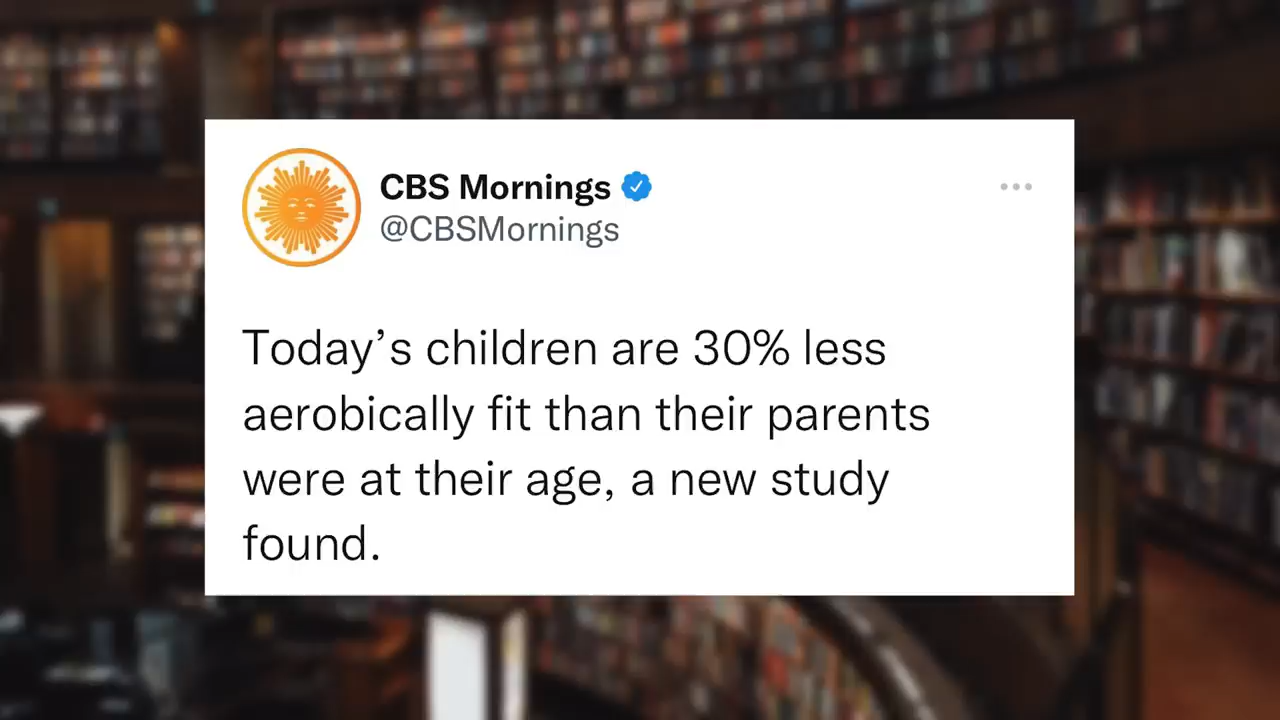 CBS Mornings
@CBSMornings
Today’s children are 30% less
aerobically fit than their parents
were at their age, a new study
found.